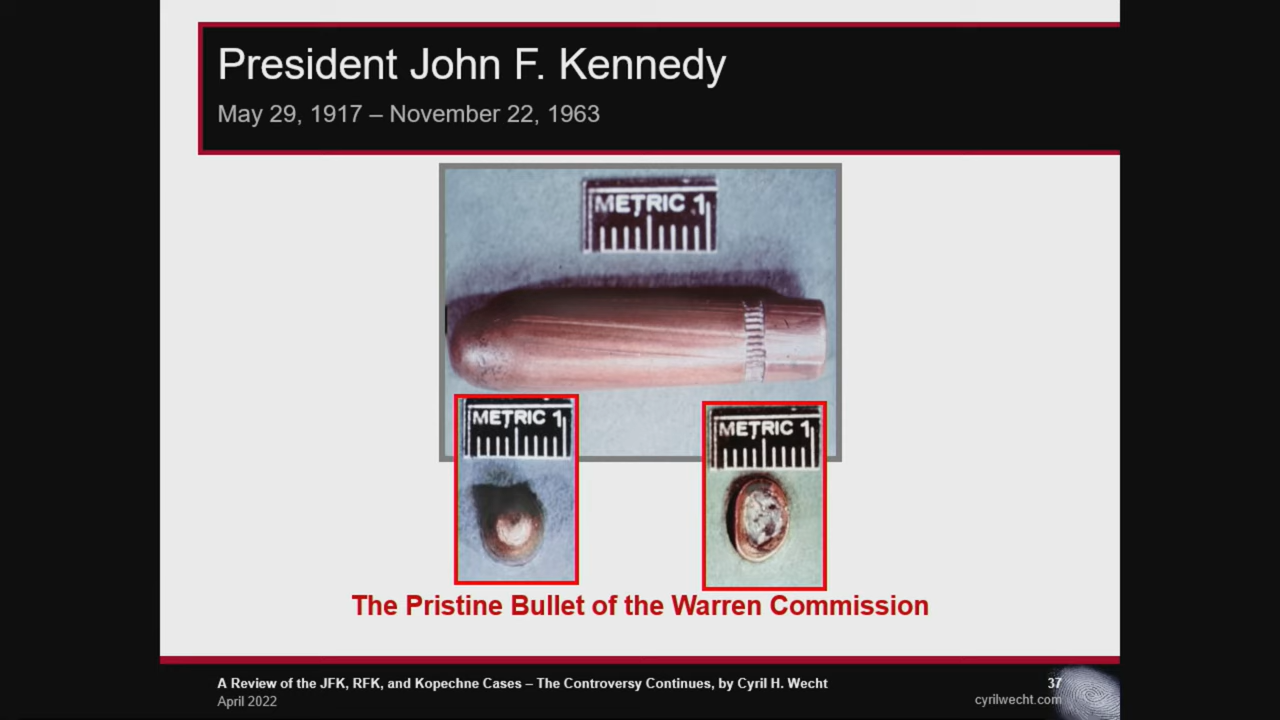 President John F. Kennedy
May 29, 1917 – November 22, 1963
METRIC 1
METRIC 1
METRIC 1
The Pristine Bullet of the Warren Commission
A Review of the JFK, RFK, and Kopechne Cases – The Controversy Continues, by Cyril H. Wecht
37
April 2022
cyrilwecht.com